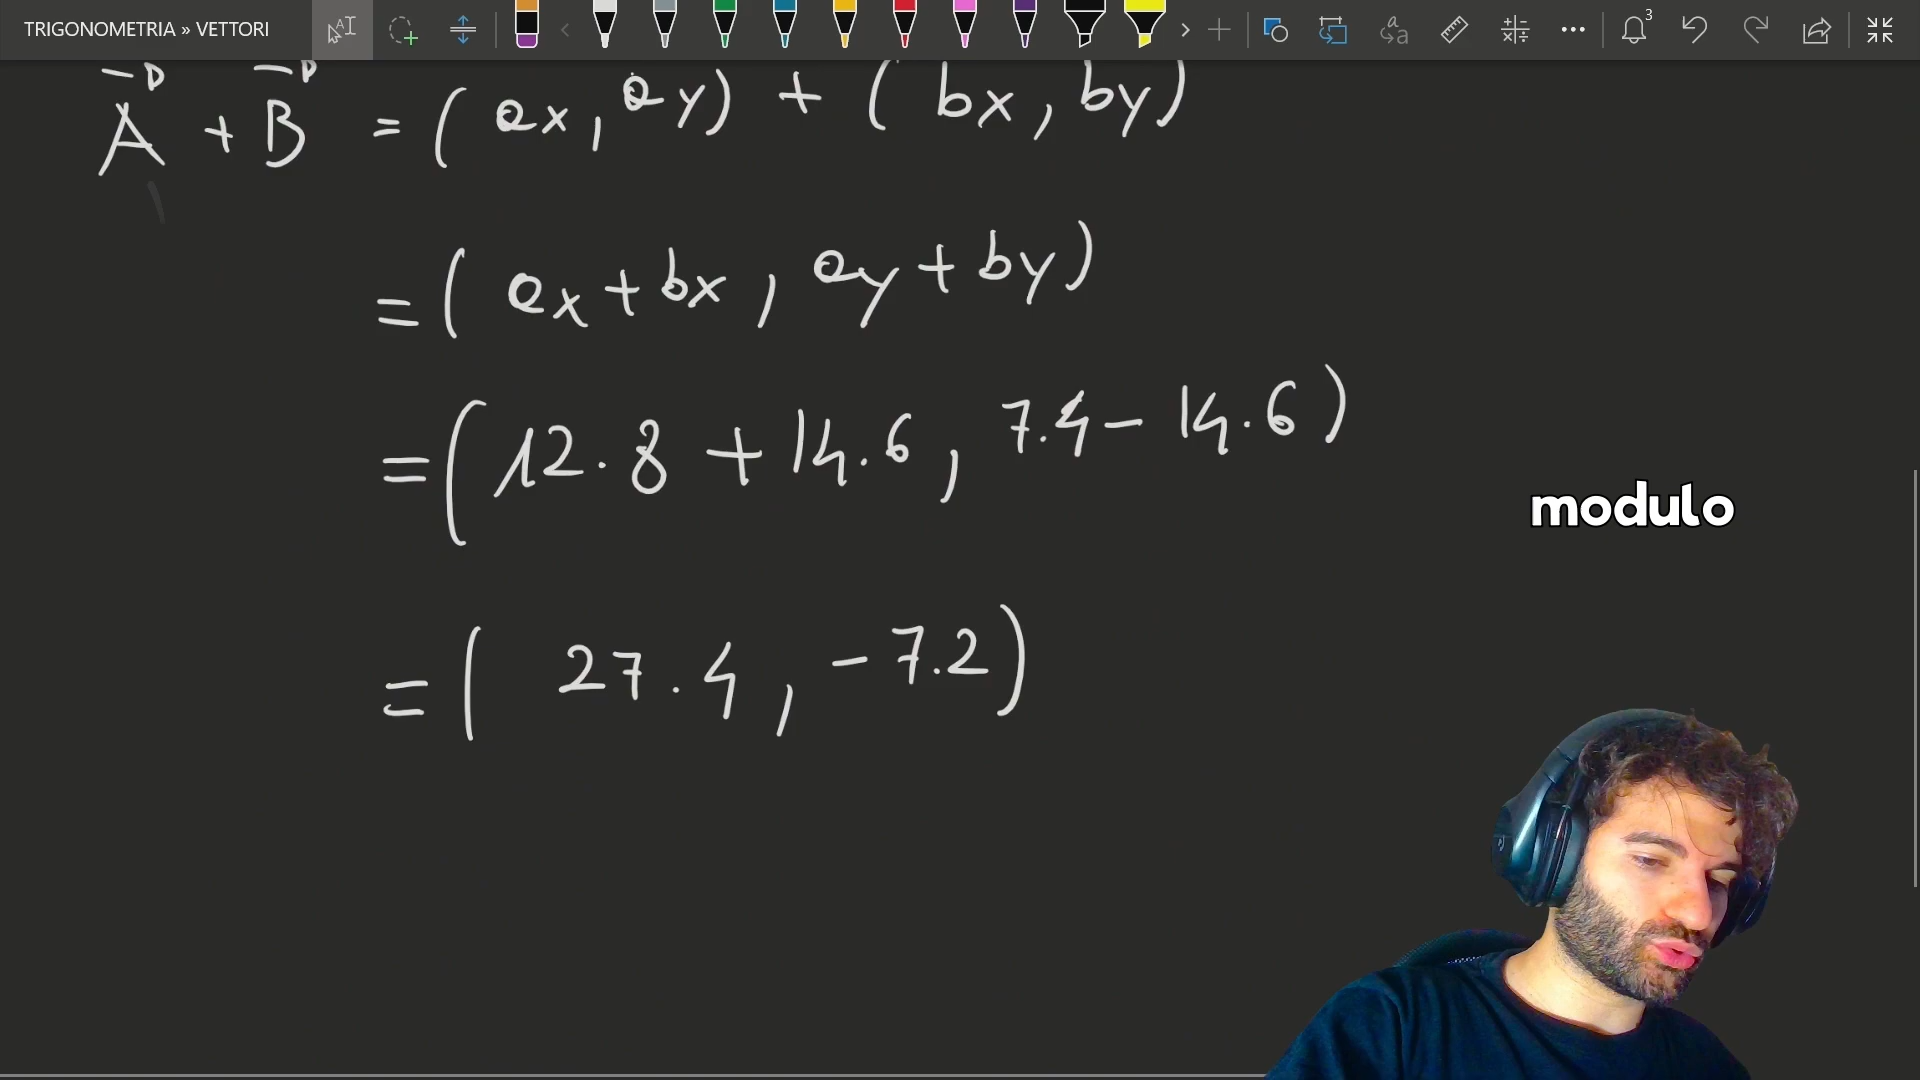 TRIGONOMETRIA » VETTORI
3
A + B = (ax, ay) + (bx, by)
= (ax + bx, ay + by)
= (12.8 + 14.6, 7.4 - 14.6)
modulo
= (27.4, -7.2)